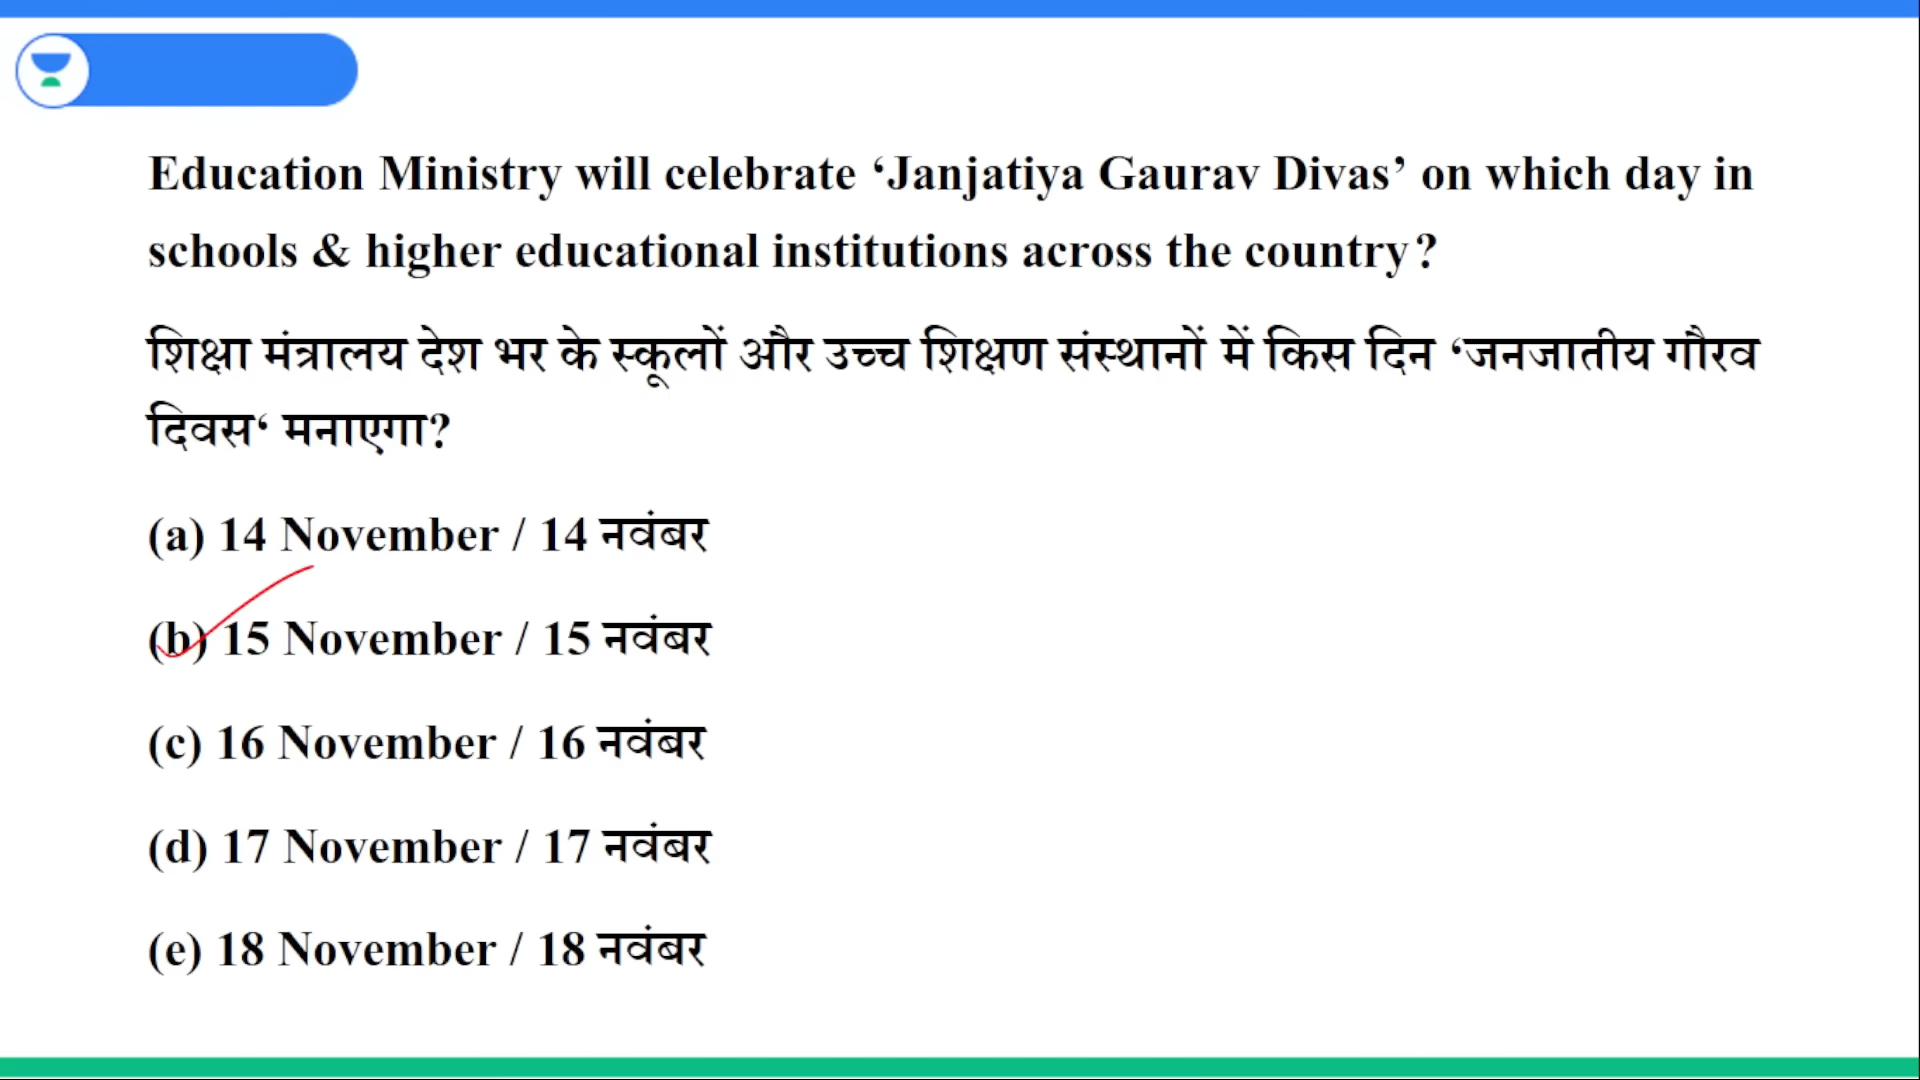 Education Ministry will celebrate ‘Janjatiya Gaurav Divas’ on which day in
schools & higher educational institutions across the country?
शिक्षा मंत्रालय देश भर के स्कूलों और उच्च शिक्षण संस्थानों में किस दिन ‘जनजातीय गौरव
दिवस‘ मनाएगा?
(a) 14 November / 14 नवंबर
(b) 15 November / 15 नवंबर
(c) 16 November / 16 नवंबर
(d) 17 November / 17 नवंबर
(e) 18 November / 18 नवंबर